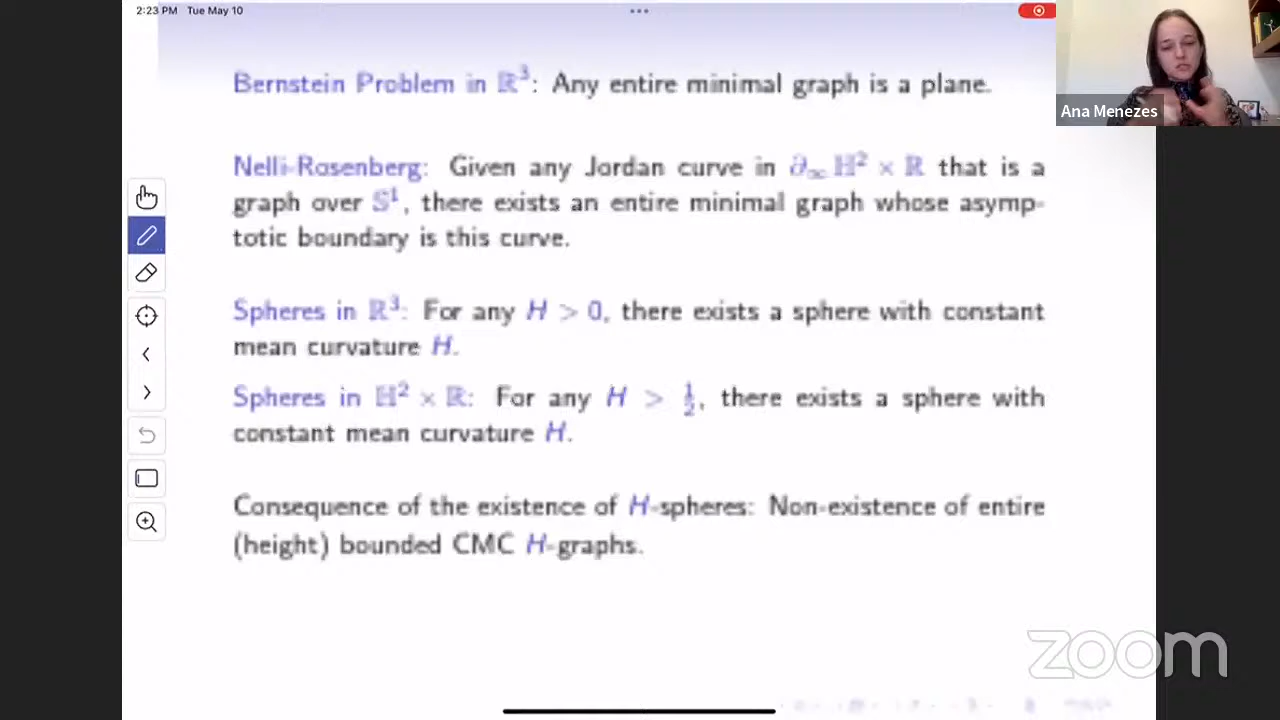 2:23 PM Tue May 10
Bernstein Problem in ℝ³: Any entire minimal graph is a plane.
Ana Menezes
Nelli-Rosenberg: Given any Jordan curve in ∂∞ ℍ² × ℝ that is a
graph over 𝕊¹, there exists an entire minimal graph whose asymp-
totic boundary is this curve.
Spheres in ℝ³: For any H > 0, there exists a sphere with constant
mean curvature H.
Spheres in ℍ² × ℝ: For any H > ½, there exists a sphere with
constant mean curvature H.
Consequence of the existence of H-spheres: Non-existence of entire
(height) bounded CMC H-graphs.
zoom